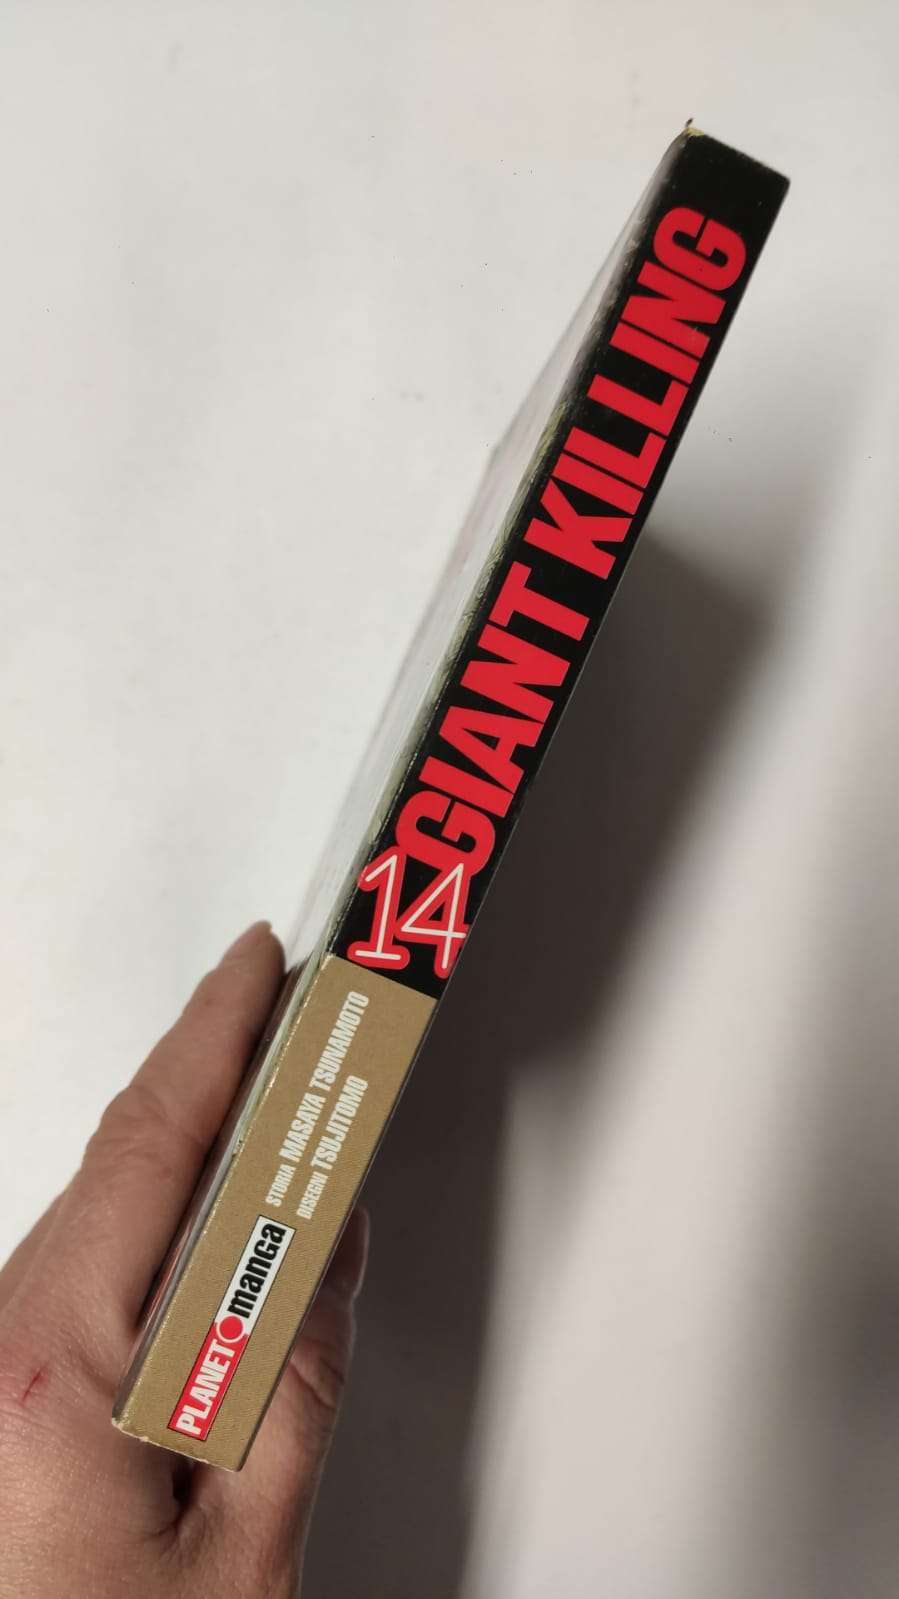 GIANT KILLING
14
STORIA MASAYA TSUNAMOTO
DISEGNI TSUJITOMO
PLANET manga